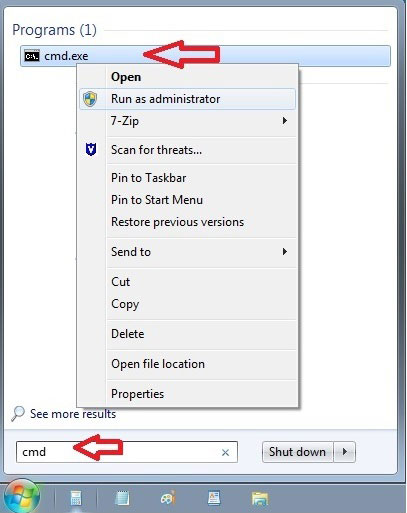 Programs (1)
cmd.exe
Open
Run as administrator
7-Zip
Scan for threats...
Pin to Taskbar
Pin to Start Menu
Restore previous versions
Send to
Cut
Copy
Delete
Open file location
Properties
See more results
cmd
Shut down